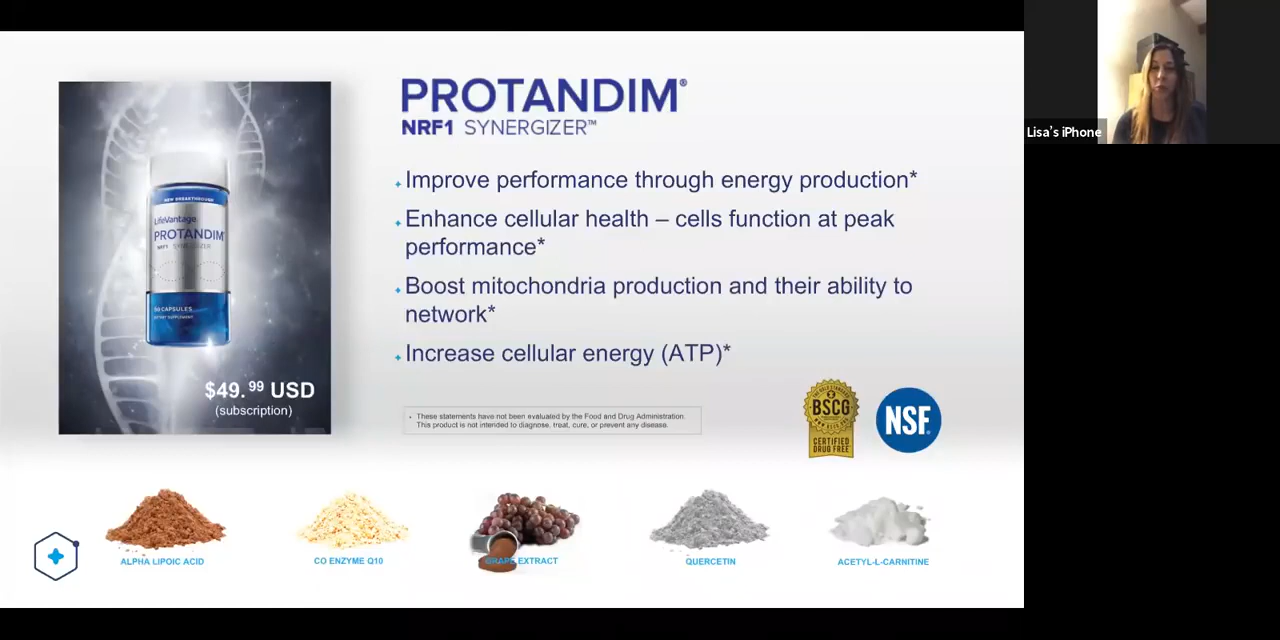 PROTANDIM®
NRF1 SYNERGIZER™
Improve performance through energy production*
Enhance cellular health – cells function at peak
performance*
Boost mitochondria production and their ability to
network*
Increase cellular energy (ATP)*
NEW BREAKTHROUGH
LifeVantage
PROTANDIM
NRF1 SYNERGIZER
CAPSULES
DIETARY SUPPLEMENT
$49.99 USD
(subscription)
These statements have not been evaluated by the Food and Drug Administration.
This product is not intended to diagnose, treat, cure, or prevent any disease.
BSCG
CERTIFIED
DRUG FREE
NSF®
ALPHA LIPOIC ACID
CO ENZYME Q10
GRAPE EXTRACT
QUERCETIN
ACETYL-L-CARNITINE
Lisa's iPhone